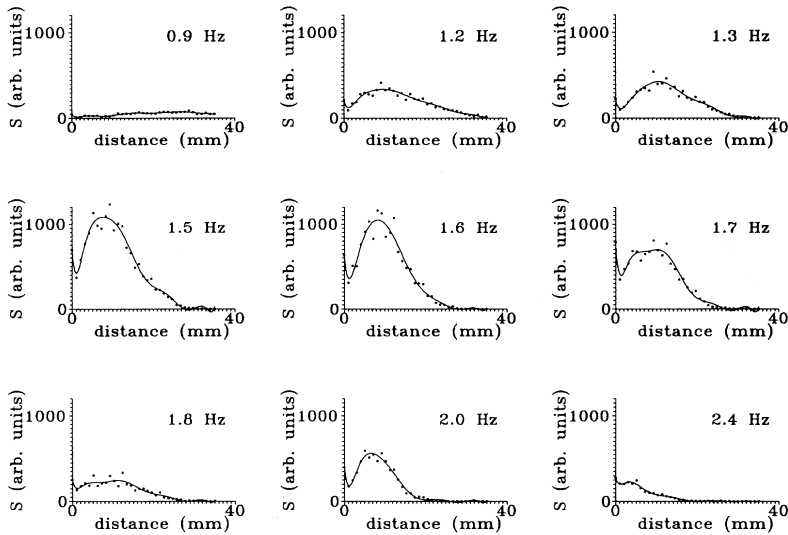 S (arb. units)
1000
0
0.9 Hz
0
40
distance (mm)
S (arb. units)
1000
0
1.2 Hz
0
40
distance (mm)
S (arb. units)
1000
0
1.3 Hz
0
40
distance (mm)
S (arb. units)
1000
0
1.5 Hz
0
40
distance (mm)
S (arb. units)
1000
0
1.6 Hz
0
40
distance (mm)
S (arb. units)
1000
0
1.7 Hz
0
40
distance (mm)
S (arb. units)
1000
0
1.8 Hz
0
40
distance (mm)
S (arb. units)
1000
0
2.0 Hz
0
40
distance (mm)
S (arb. units)
1000
0
2.4 Hz
0
40
distance (mm)